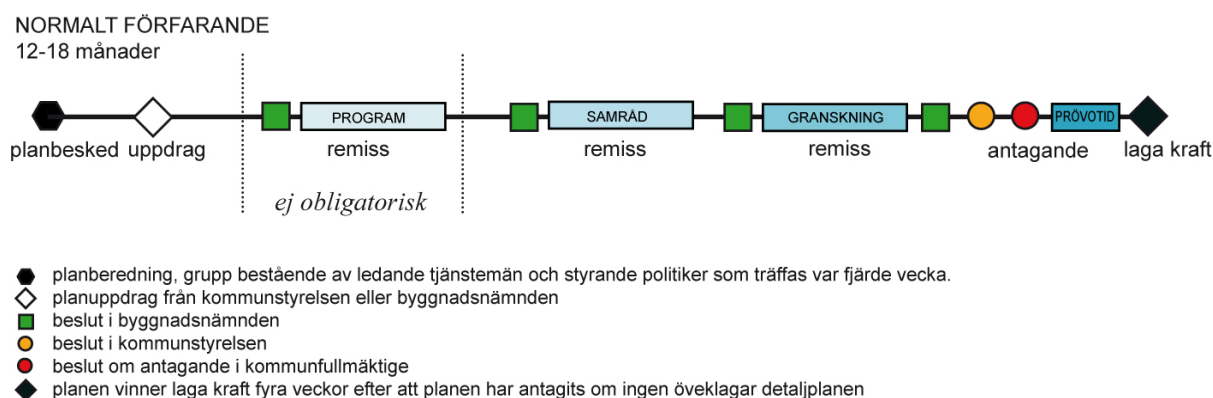 NORMALT FÖRFARANDE
12-18 månader
PROGRAM
SAMRÅD
GRANSKNING
PRÖVOTID
planbesked
uppdrag
remiss
remiss
remiss
antagande
laga kraft
ej obligatorisk
planberedning, grupp bestående av ledande tjänstemän och styrande politiker som träffas var fjärde vecka.
planuppdrag från kommunstyrelsen eller byggnadsnämnden
beslut i byggnadsnämnden
beslut i kommunstyrelsen
beslut om antagande i kommunfullmäktige
planen vinner laga kraft fyra veckor efter att planen har antagits om ingen öveklagar detaljplanen